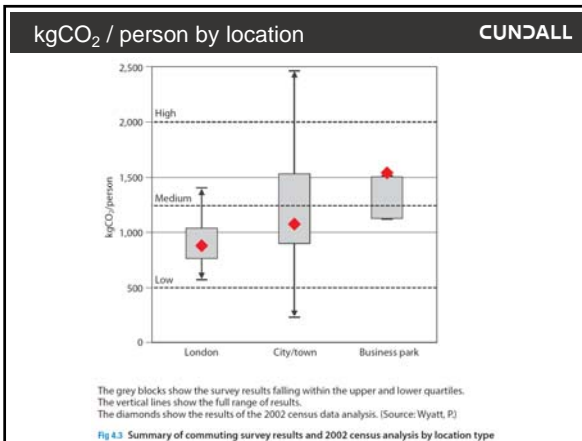 kgCO₂ / person by location
CUNDALL
2,500
High
2,000
1,500
Medium
1,000
Low
500
0
kgCO₂/person
London City/town Business park
The grey blocks show the survey results falling within the upper and lower quartiles.
The vertical lines show the full range of results.
The diamonds show the results of the 2002 census data analysis. (Source: Wyatt, P.)
Fig 4.3 Summary of commuting survey results and 2002 census analysis by location type